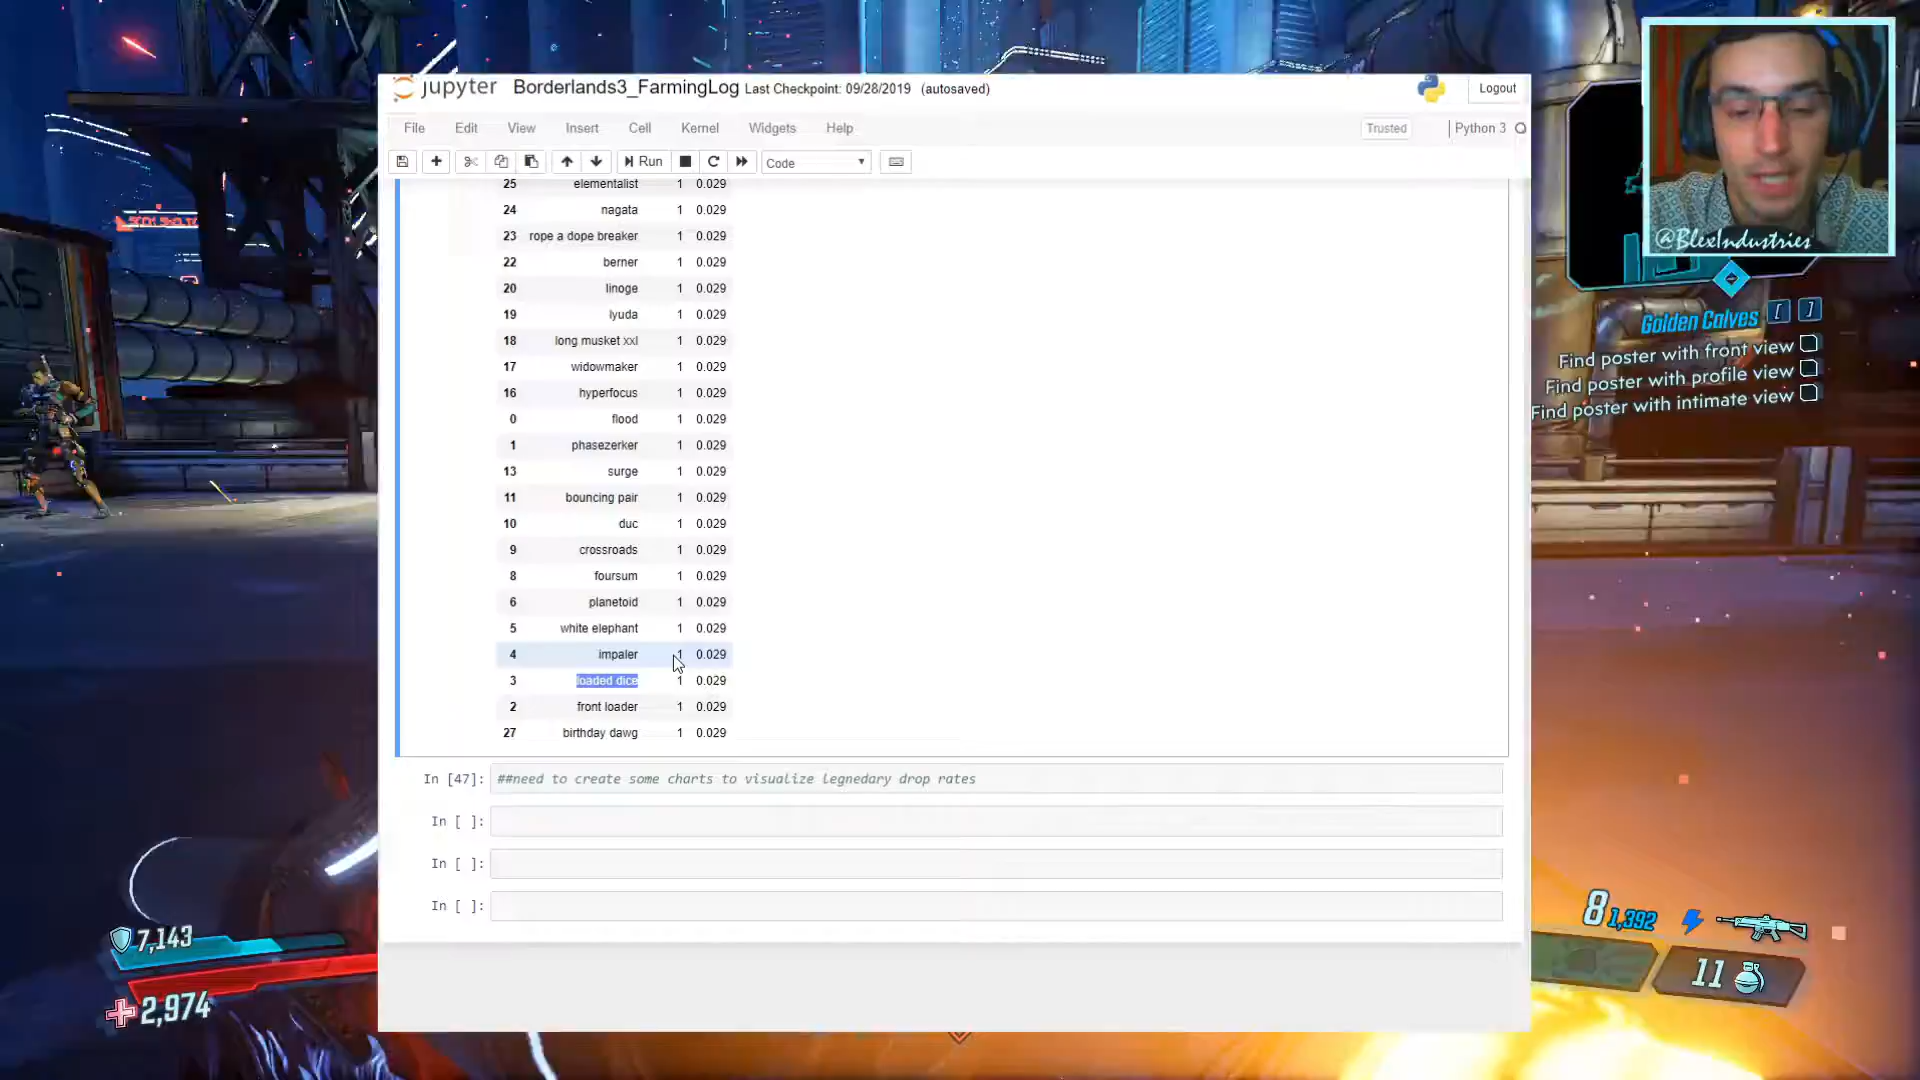 jupyter Borderlands3_FarmingLog Last Checkpoint: 09/28/2019 (autosaved)
Logout
File Edit View Insert Cell Kernel Widgets Help
Trusted
Python 3
Run
Code
25 elementalist 1 0.029
24 nagata 1 0.029
23 rope a dope breaker 1 0.029
22 berner 1 0.029
20 linoge 1 0.029
19 lyuda 1 0.029
18 long musket xxl 1 0.029
17 widowmaker 1 0.029
16 hyperfocus 1 0.029
0 flood 1 0.029
1 phasezerker 1 0.029
13 surge 1 0.029
11 bouncing pair 1 0.029
10 duc 1 0.029
9 crossroads 1 0.029
8 foursum 1 0.029
6 planetoid 1 0.029
5 white elephant 1 0.029
4 impaler 1 0.029
3 loaded dice 1 0.029
2 front loader 1 0.029
27 birthday dawg 1 0.029
In [47]: ##need to create some charts to visualize legnedary drop rates
In [ ]:
In [ ]:
In [ ]:
@BlexIndustries
Golden Calves [ ]
Find poster with front view
Find poster with profile view
Find poster with intimate view
7,143
2,974
8 1,392
11